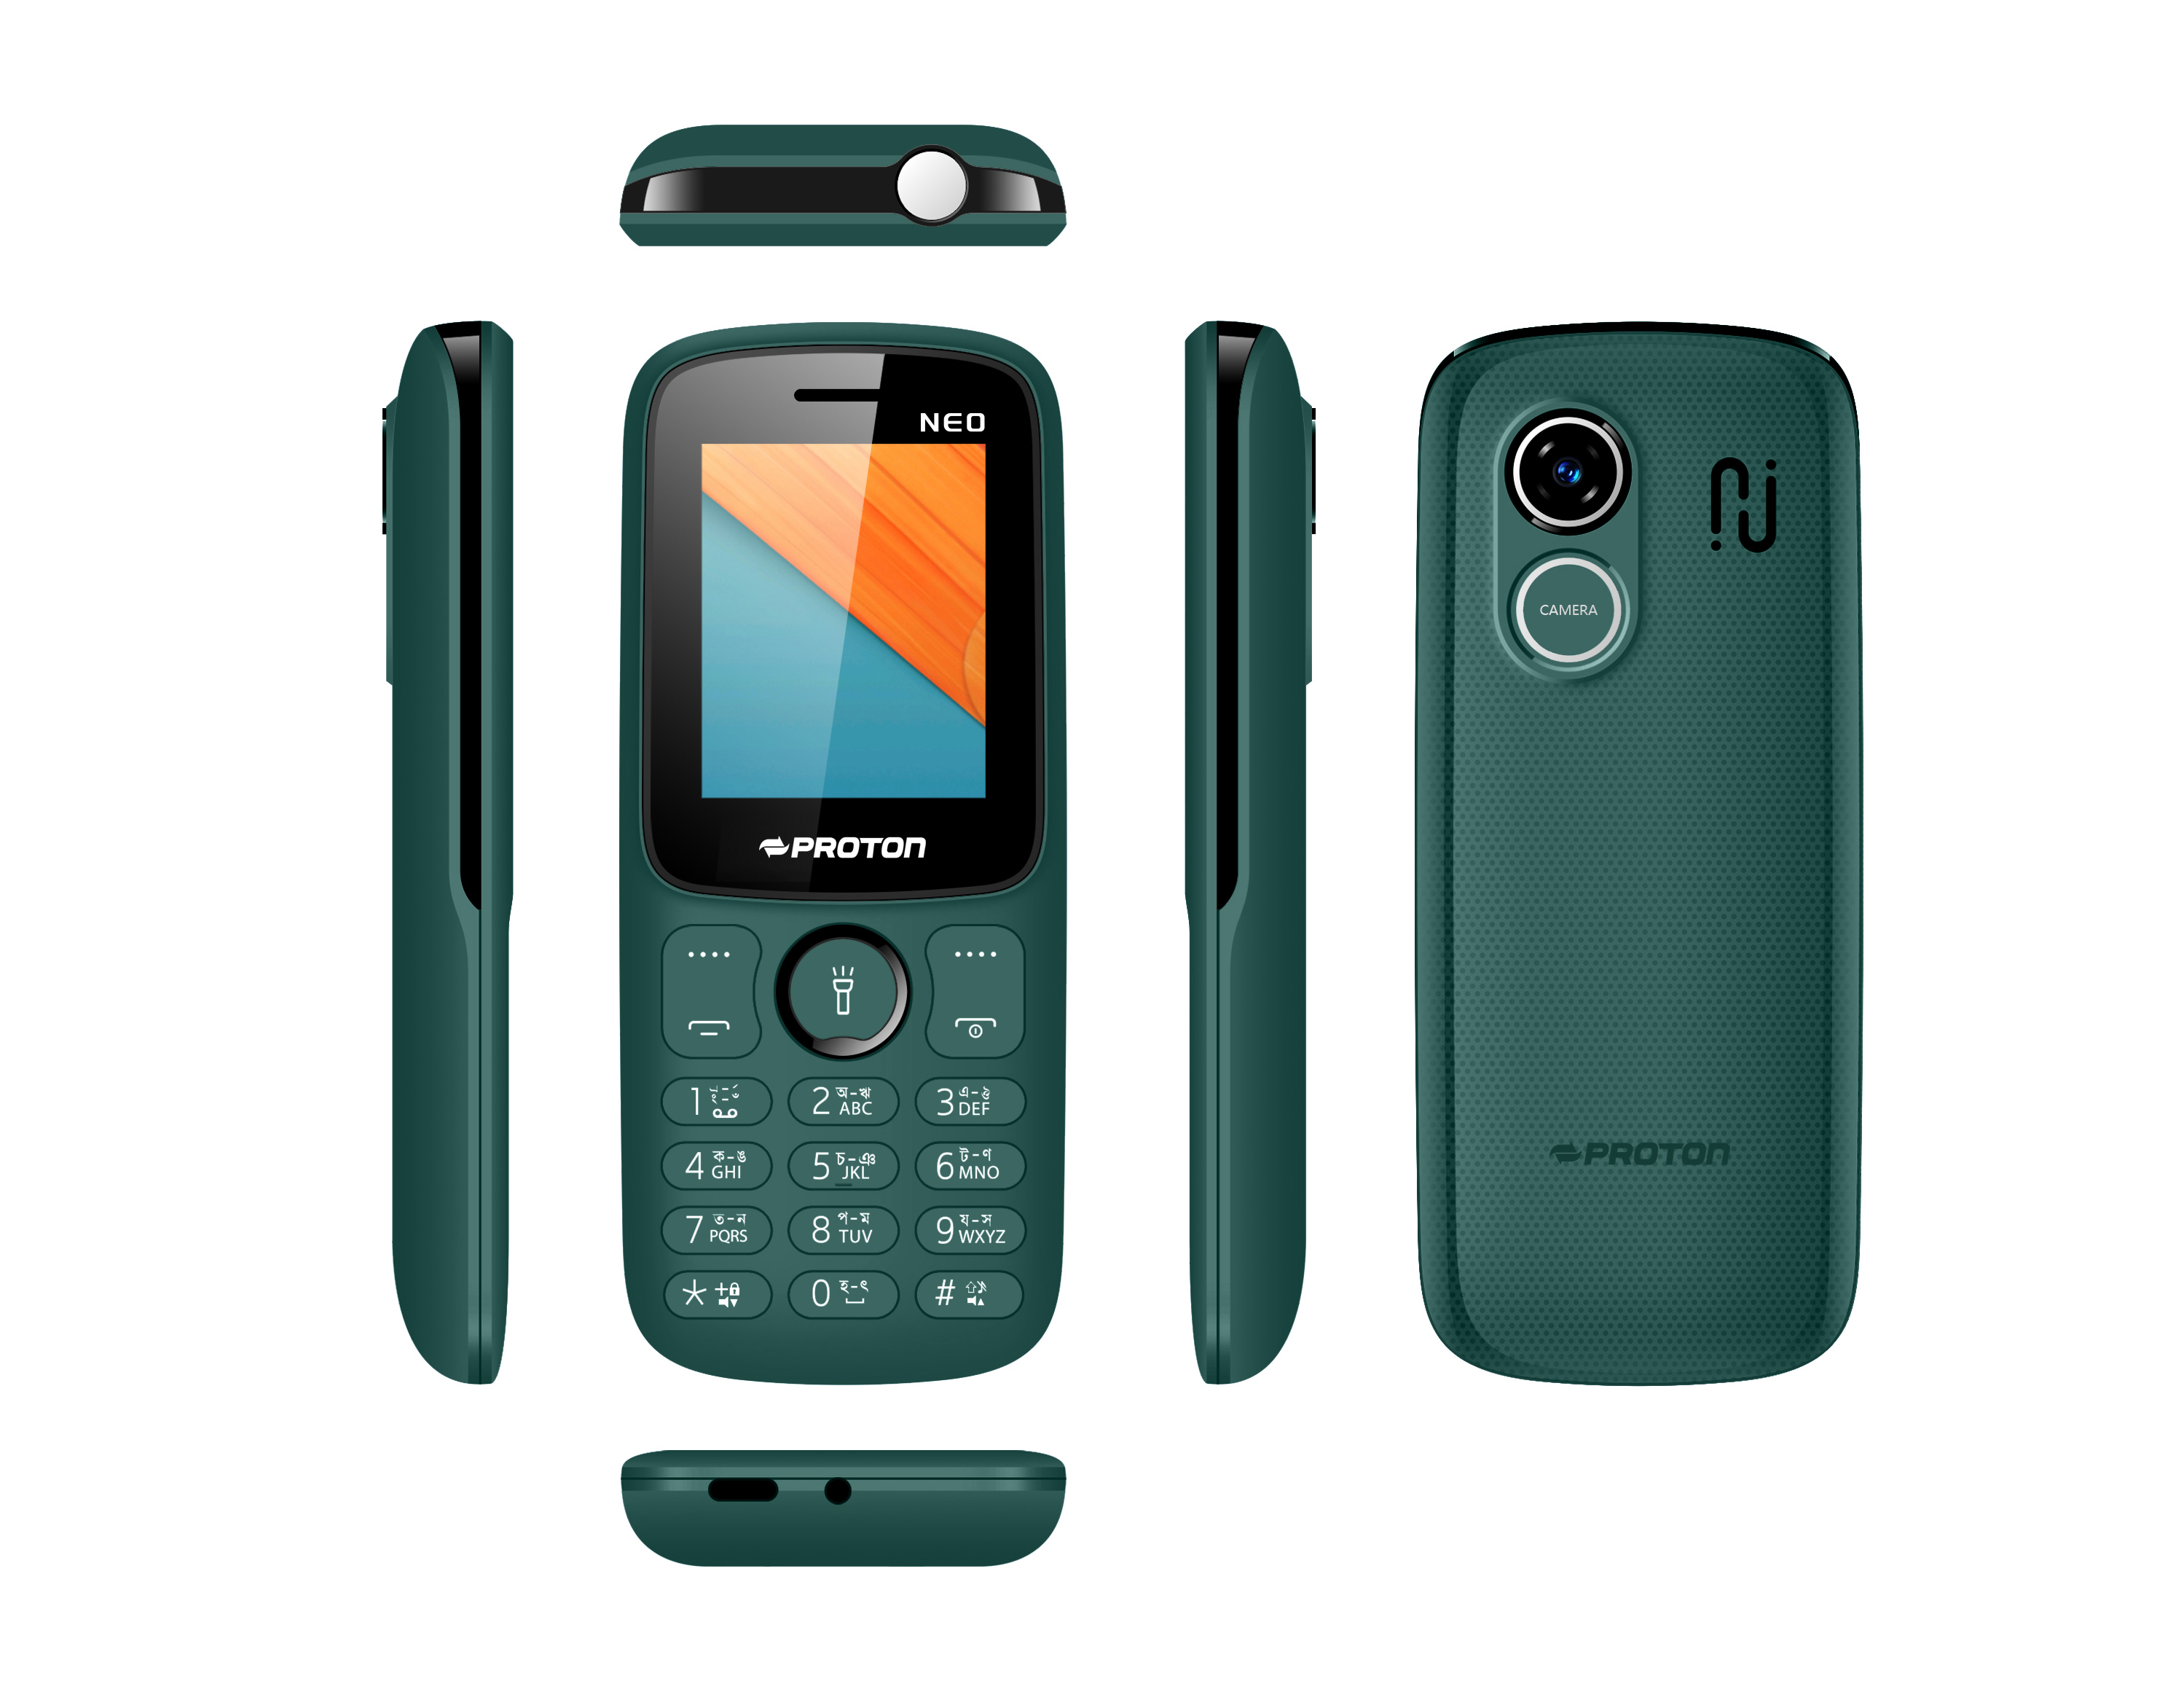 NEO
PROTON
1
2 অ-ঋ
ABC
3 এ-ঔ
DEF
4 ক-ঙ
GHI
5 চ-ঞ
JKL
6 ট-ণ
MNO
7 ত-ন
PQRS
8 প-ম
TUV
9 য-স
WXYZ
* +
0 হ-ৎ
#
CAMERA
PROTON